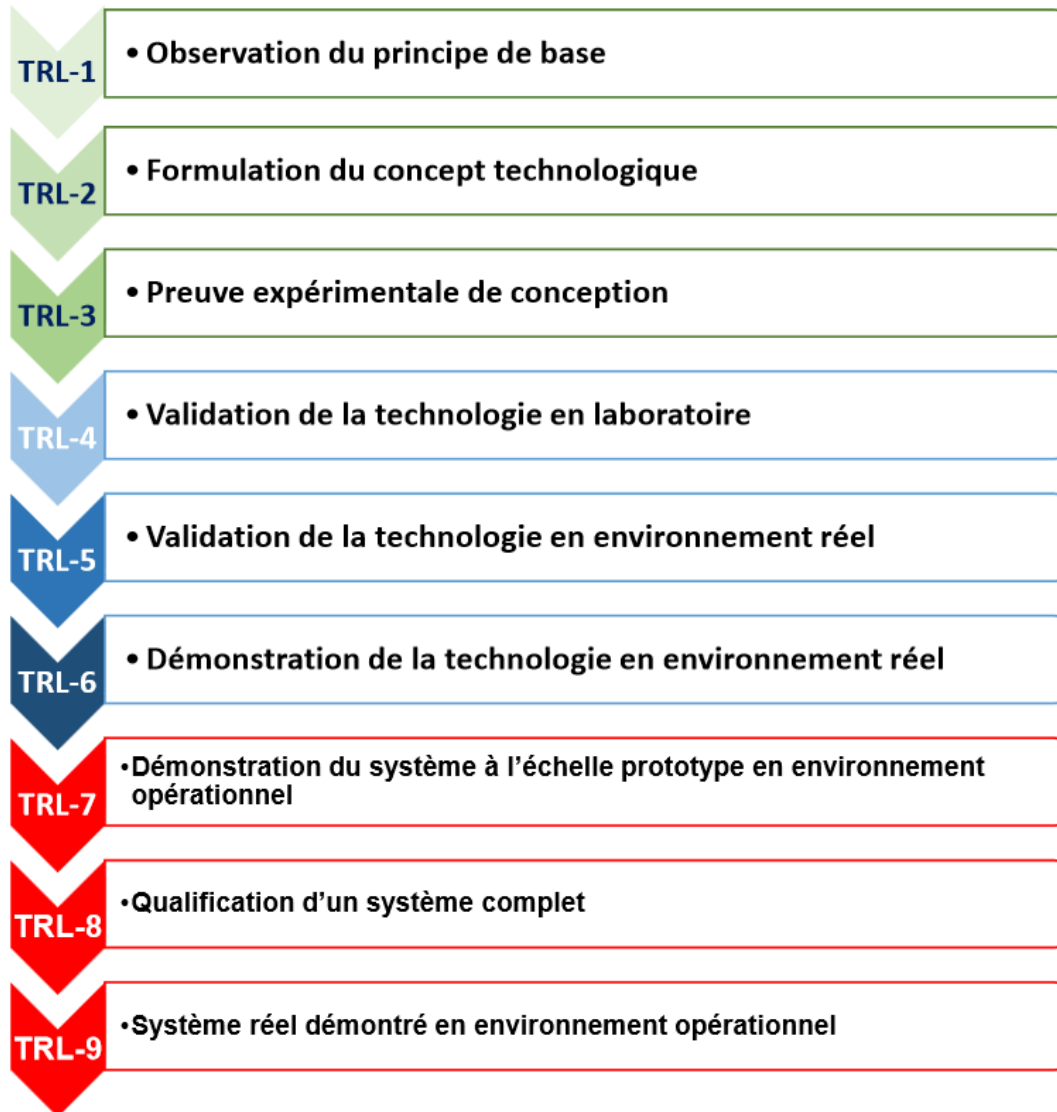 TRL-1
• Observation du principe de base
TRL-2
• Formulation du concept technologique
TRL-3
• Preuve expérimentale de conception
TRL-4
• Validation de la technologie en laboratoire
TRL-5
• Validation de la technologie en environnement réel
TRL-6
• Démonstration de la technologie en environnement réel
TRL-7
•Démonstration du système à l’échelle prototype en environnement
opérationnel
TRL-8
•Qualification d’un système complet
TRL-9
•Système réel démontré en environnement opérationnel